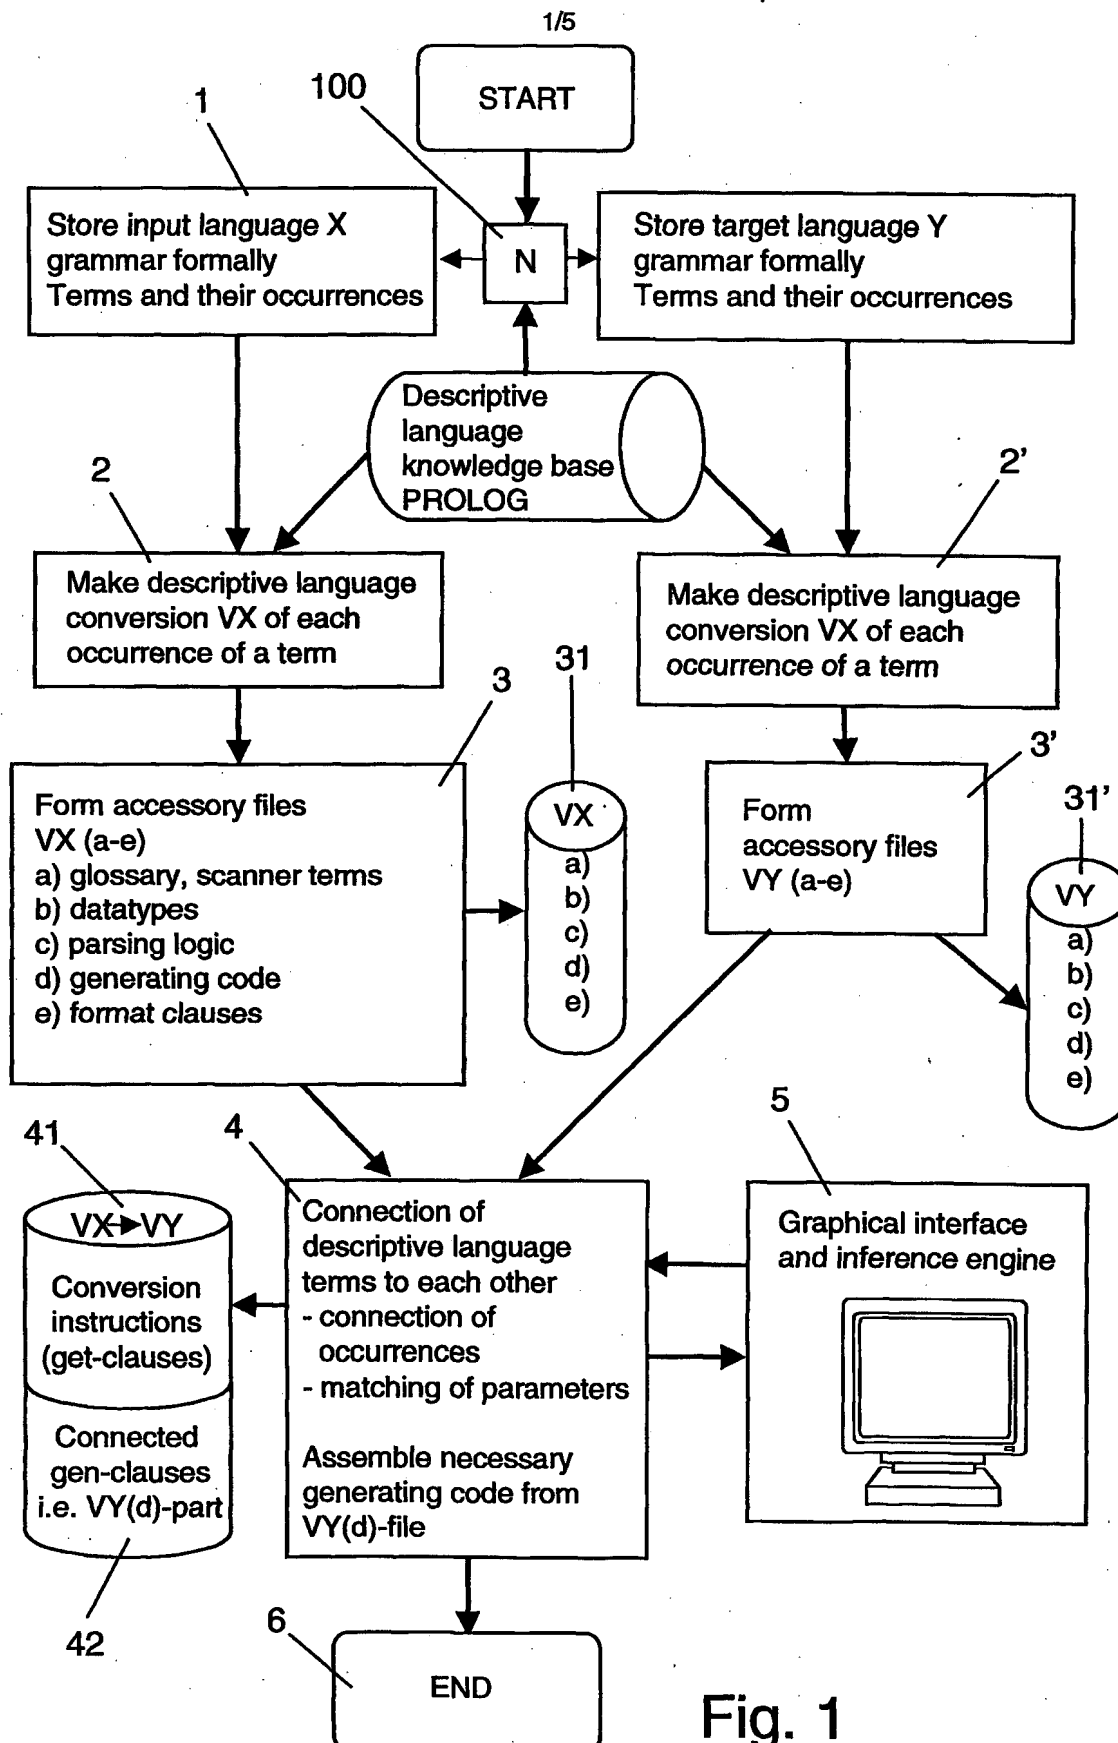 1/5
START
100
1
N
Store input language X
grammar formally
Terms and their occurrences
Store target language Y
grammar formally
Terms and their occurrences
Descriptive
language
knowledge base
PROLOG
2
2'
Make descriptive language
conversion VX of each
occurrence of a term
Make descriptive language
conversion VX of each
occurrence of a term
3
31
3'
31'
Form accessory files
VX (a-e)
a) glossary, scanner terms
b) datatypes
c) parsing logic
d) generating code
e) format clauses
VX
a)
b)
c)
d)
e)
Form
accessory files
VY (a-e)
VY
a)
b)
c)
d)
e)
41
4
5
VX→VY
Conversion
instructions
(get-clauses)
Connected
gen-clauses
i.e. VY(d)-part
42
Connection of
descriptive language
terms to each other
- connection of
occurrences
- matching of parameters
Assemble necessary
generating code from
VY(d)-file
Graphical interface
and inference engine
6
END
Fig. 1